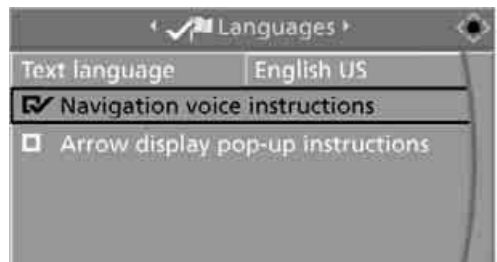 Languages
Text language English US
Navigation voice instructions
Arrow display pop-up instructions